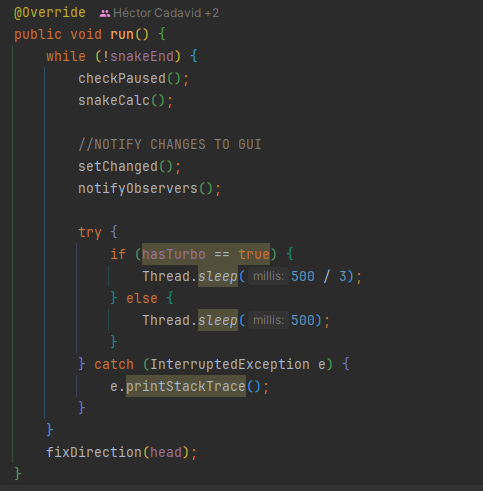 @Override Héctor Cadavid +2
public void run() {
    while (!snakeEnd) {
        checkPaused();
        snakeCalc();

        //NOTIFY CHANGES TO GUI
        setChanged();
        notifyObservers();

        try {
            if (hasTurbo == true) {
                Thread.sleep( millis: 500 / 3);
            } else {
                Thread.sleep( millis: 500);
            }
        } catch (InterruptedException e) {
            e.printStackTrace();
        }
    }
    fixDirection(head);
}